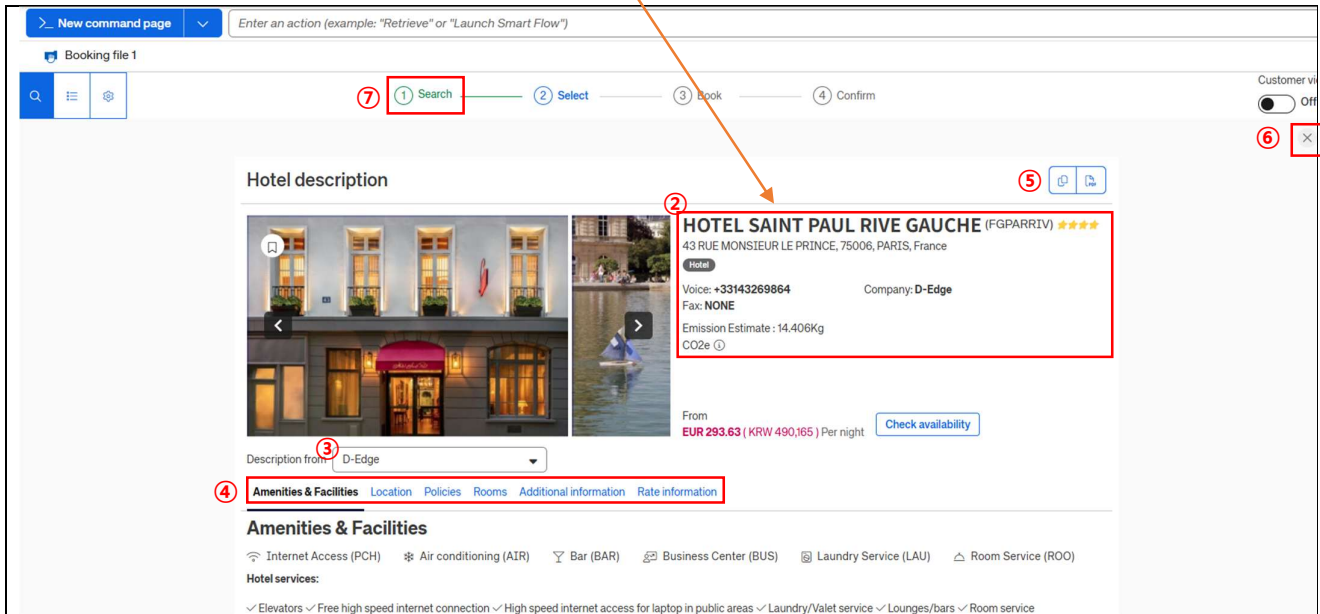 >_ New command page
Enter an action (example: "Retrieve" or "Launch Smart Flow")
Booking file 1
⑦ 1 Search 2 Select 3 Book 4 Confirm
Customer vi
Off
⑥
Hotel description
⑤
②
HOTEL SAINT PAUL RIVE GAUCHE (FGPARRIV)
43 RUE MONSIEUR LE PRINCE, 75006, PARIS, France
Hotel
Voice: +33143269864 Company: D-Edge
Fax: NONE
Emission Estimate : 14.406Kg
CO2e
From
EUR 293.63 ( KRW 490,165 ) Per night Check availability
③
Description from D-Edge
④ Amenities & Facilities Location Policies Rooms Additional information Rate information
Amenities & Facilities
Internet Access (PCH) Air conditioning (AIR) Bar (BAR) Business Center (BUS) Laundry Service (LAU) Room Service (ROO)
Hotel services:
Elevators Free high speed internet connection High speed internet access for laptop in public areas Laundry/Valet service Lounges/bars Room service